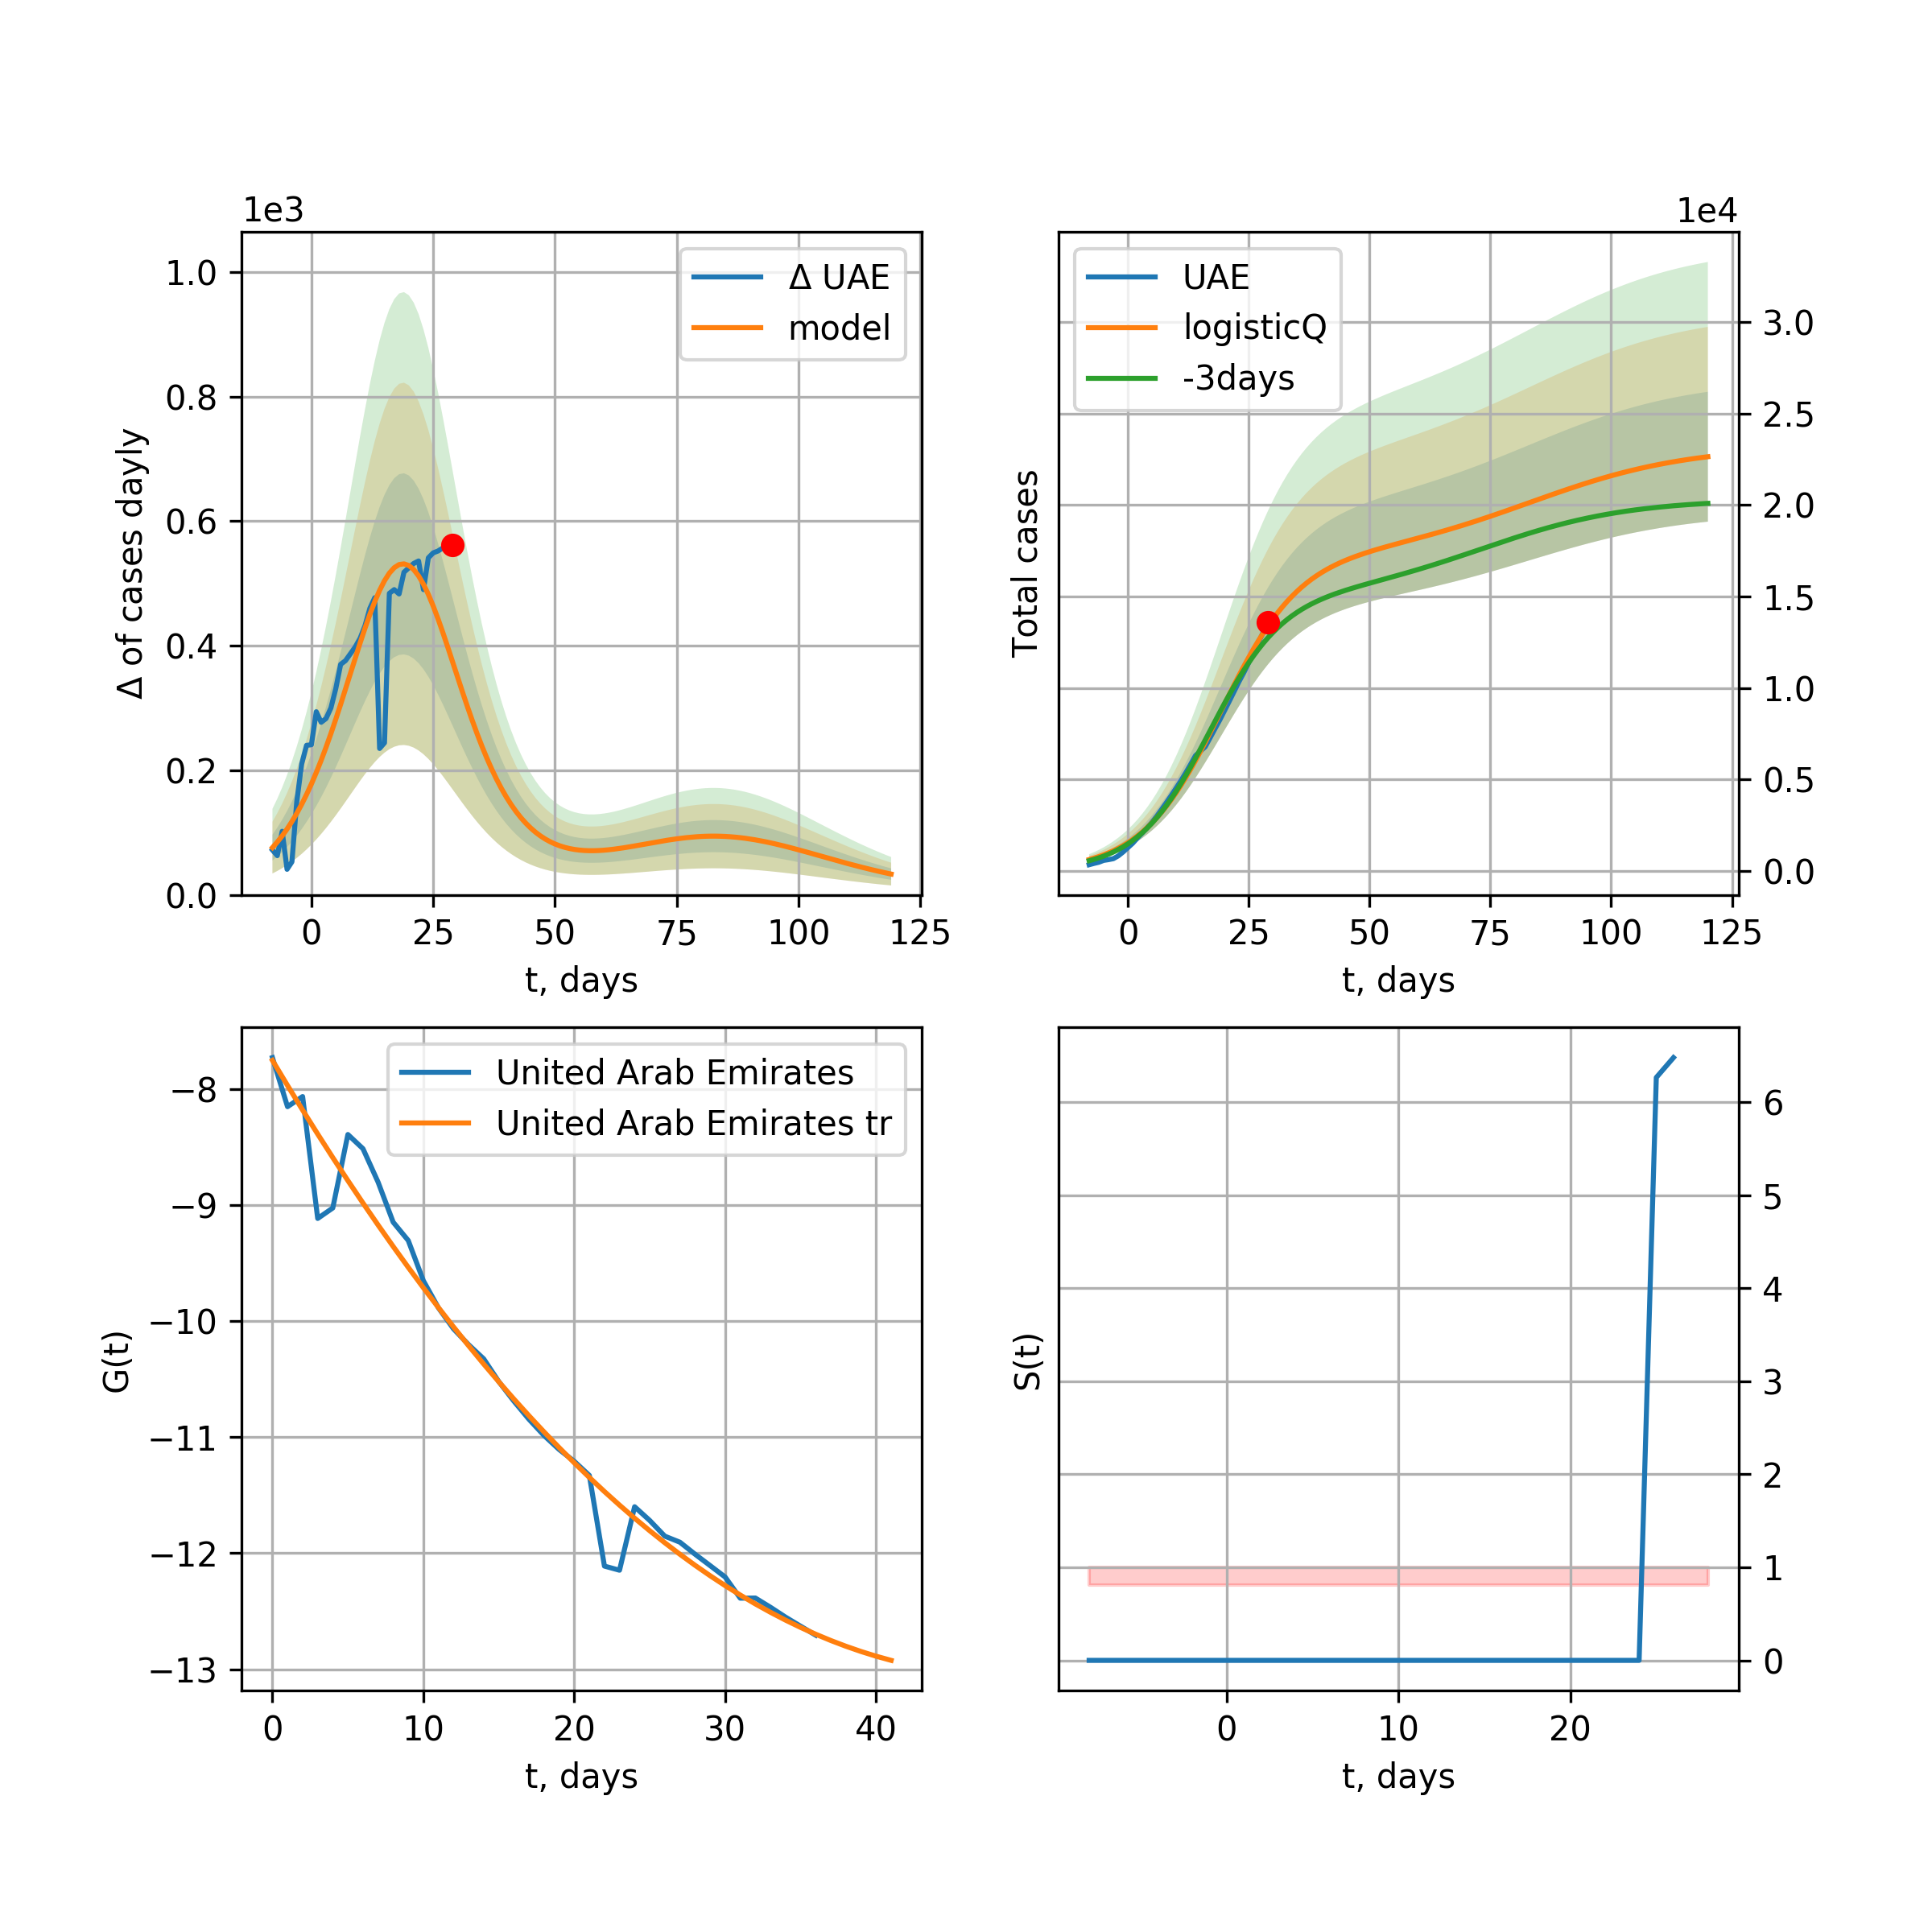 1e3
1.0
0.8
0.6
0.4
0.2
0.0
Δ of cases dayly
Δ UAE
model
0 25 50 75 100 125
t, days
1e4
UAE
logisticQ
-3days
Total cases
3.0
2.5
2.0
1.5
1.0
0.5
0.0
0 25 50 75 100 125
t, days
−8
−9
−10
−11
−12
−13
G(t)
United Arab Emirates
United Arab Emirates tr
0 10 20 30 40
t, days
S(t)
6
5
4
3
2
1
0
0 10 20
t, days